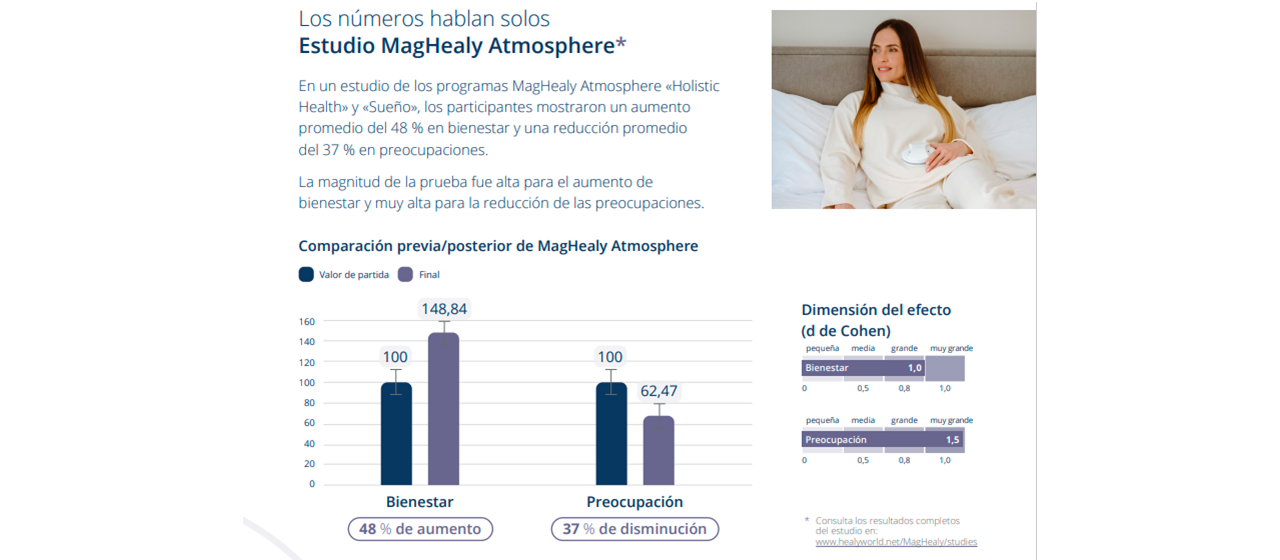 Los números hablan solos
Estudio MagHealy Atmosphere*
En un estudio de los programas MagHealy Atmosphere «Holistic
Health» y «Sueño», los participantes mostraron un aumento
promedio del 48 % en bienestar y una reducción promedio
del 37 % en preocupaciones.
La magnitud de la prueba fue alta para el aumento de
bienestar y muy alta para la reducción de las preocupaciones.
Comparación previa/posterior de MagHealy Atmosphere
Valor de partida Final
160
140
120
100
80
60
40
20
0
100
148,84
100
62,47
Bienestar
Preocupación
48 % de aumento
37 % de disminución
Dimensión del efecto
(d de Cohen)
pequeña media grande muy grande
Bienestar 1,0
0 0,5 0,8 1,0
pequeña media grande muy grande
Preocupación 1,5
0 0,5 0,8 1,0
* Consulta los resultados completos
del estudio en:
www.healyworld.net/MagHealy/studies